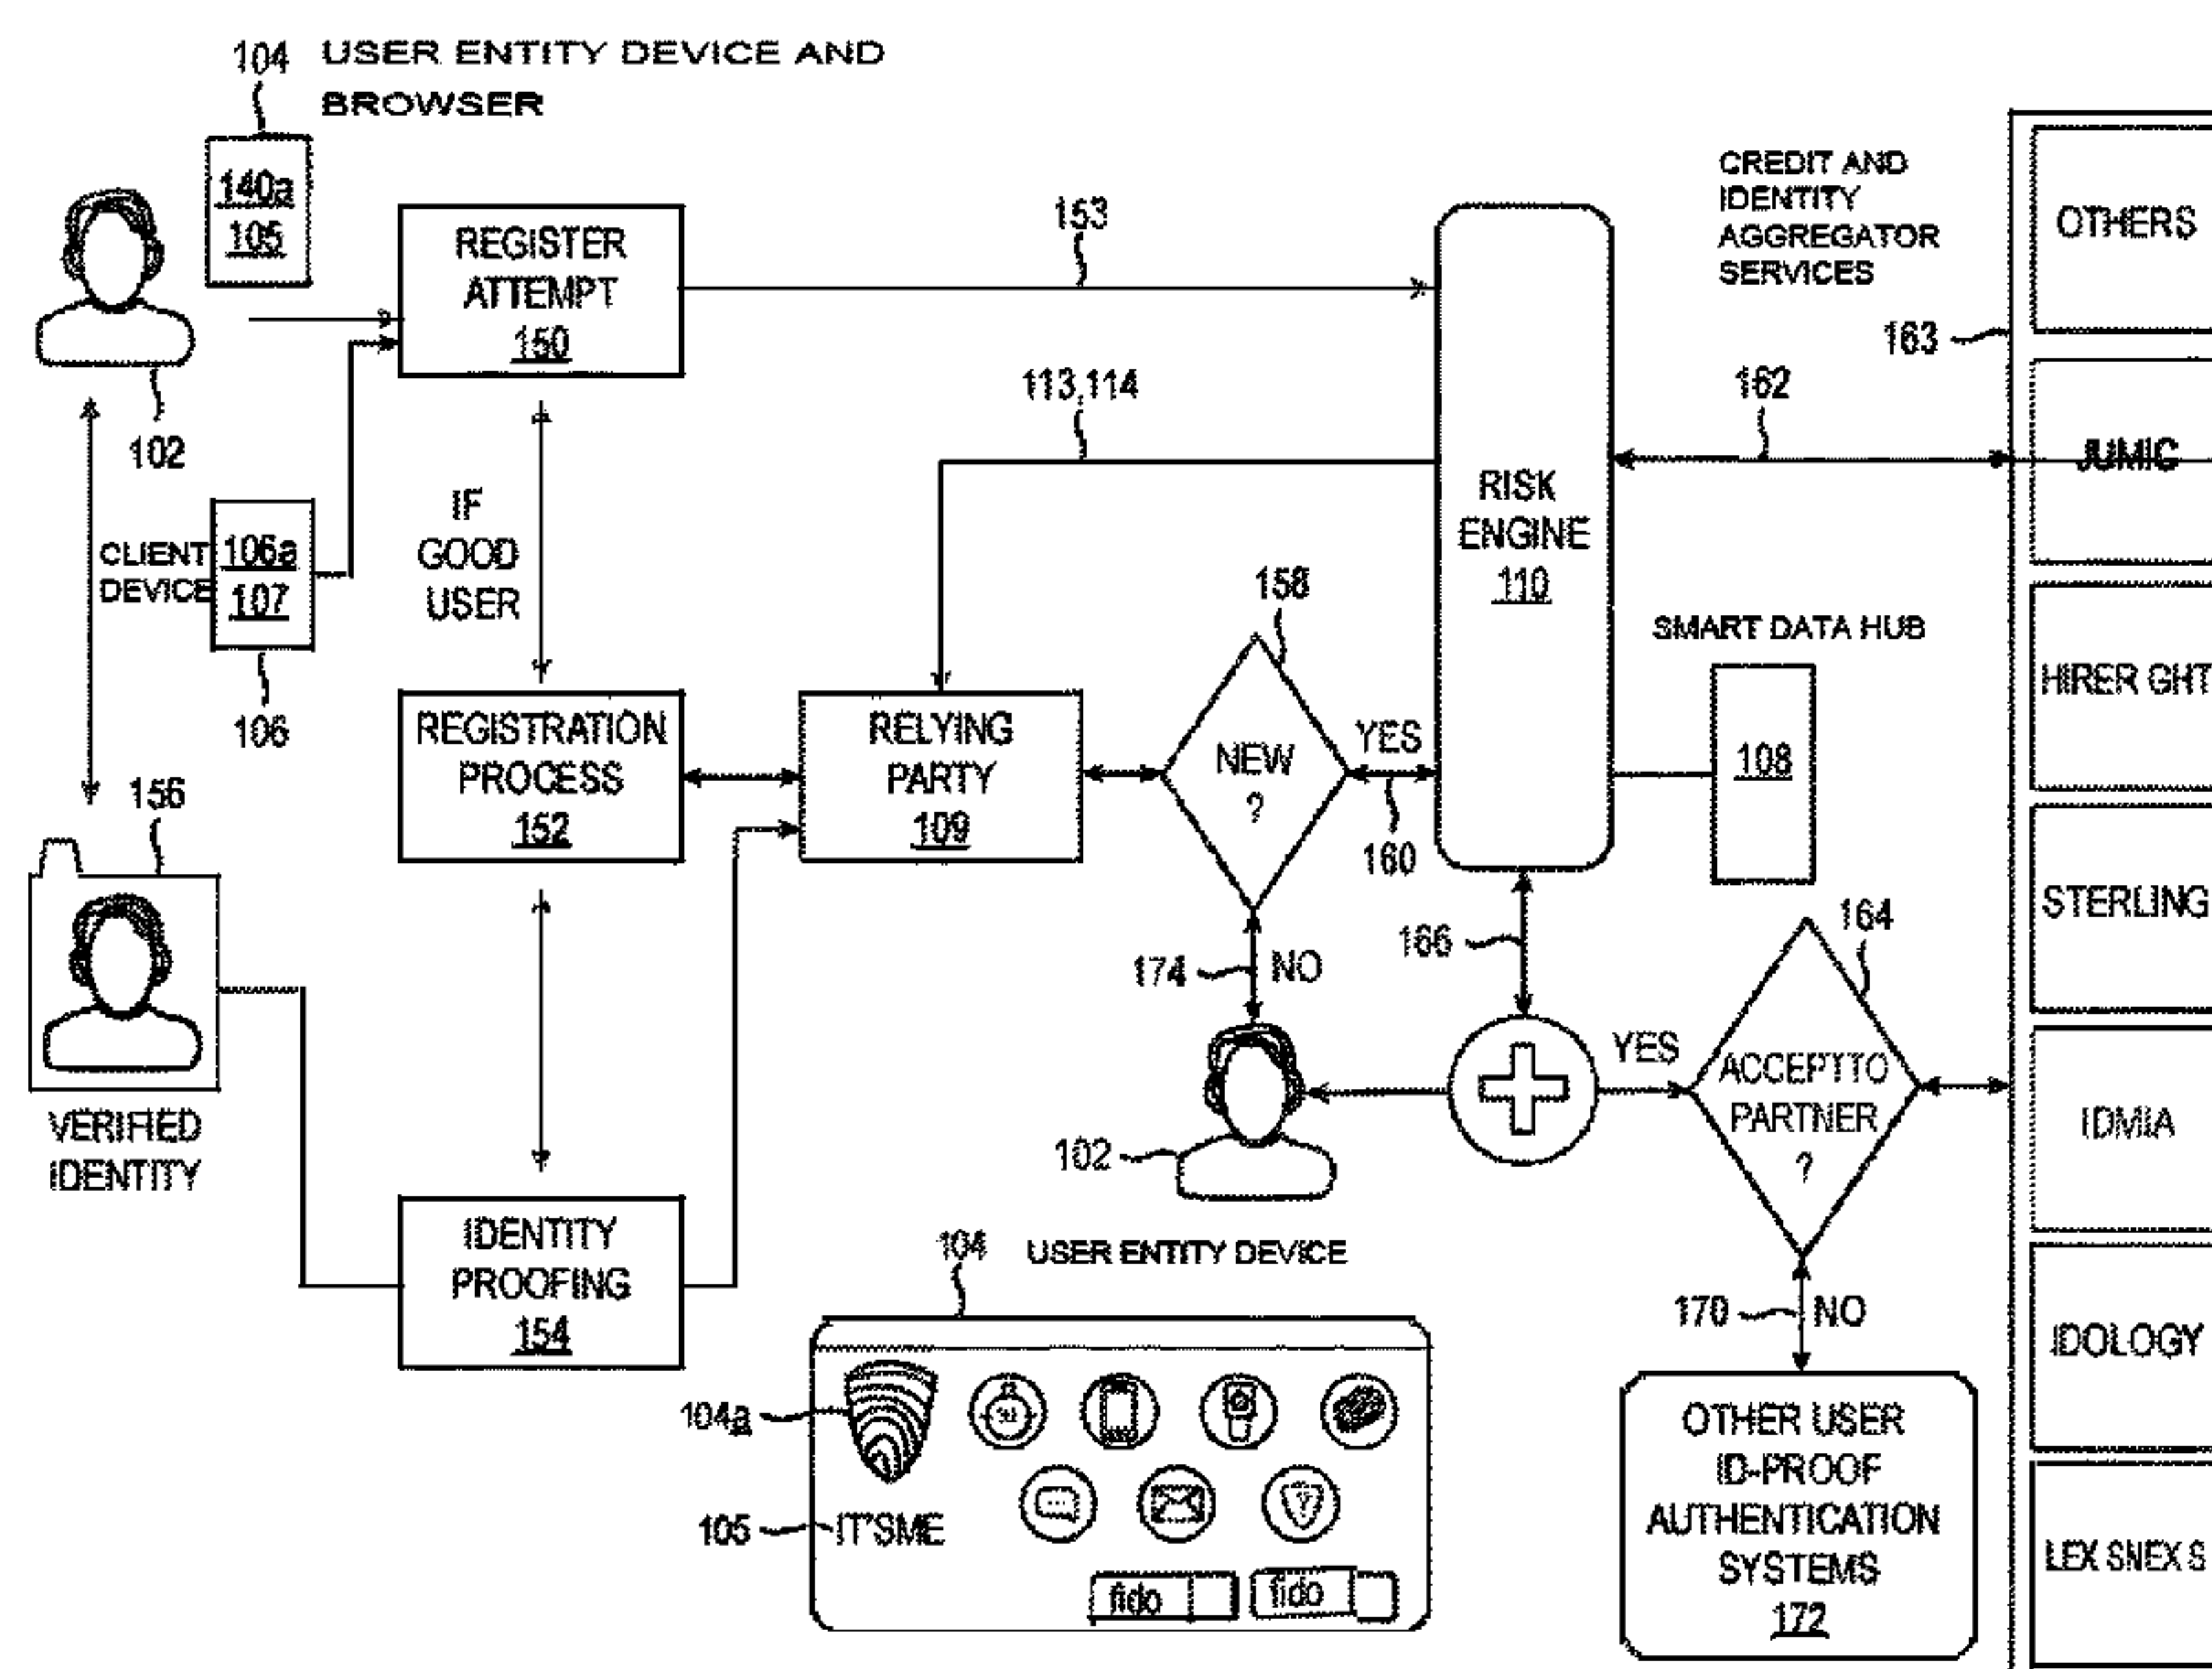 104 USER ENTITY DEVICE AND
BROWSER
140a
105
102
REGISTER
ATTEMPT
150
153
CREDIT AND
IDENTITY
AGGREGATOR
SERVICES
163
OTHERS
113,114
162
JUMIC
CLIENT
DEVICE
106a
107
106
IF
GOOD
USER
RISK
ENGINE
110
158
SMART DATA HUB
108
HIRER GHT
REGISTRATION
PROCESS
152
RELYING
PARTY
109
NEW
?
YES
160
156
VERIFIED
IDENTITY
174
NO
166
164
STERLING
102
YES
ACCEPTTO
PARTNER
?
IDMIA
IDENTITY
PROOFING
154
104 USER ENTITY DEVICE
170
NO
IDOLOGY
104a
105
IT'SME
fido
fido
OTHER USER
ID-PROOF
AUTHENTICATION
SYSTEMS
172
LEX SNEX S